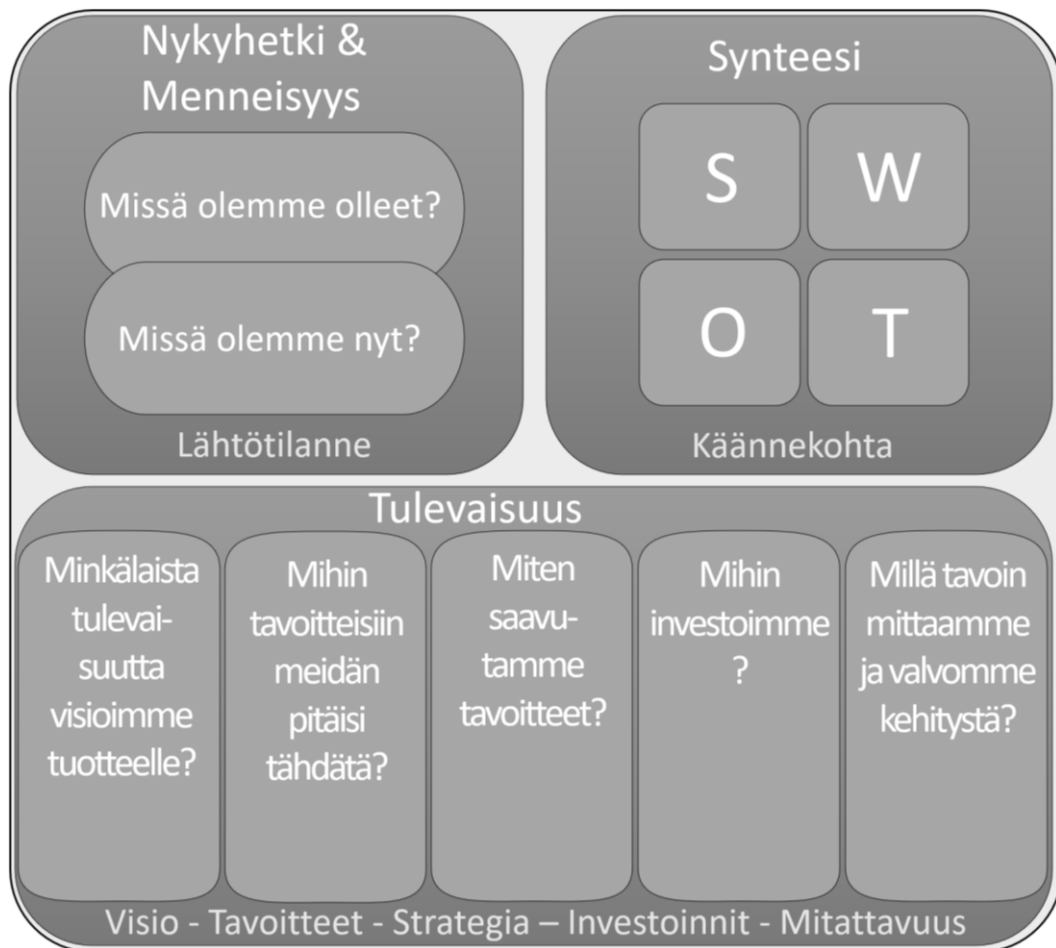 Nykyhetki &
Menneisyys
Missä olemme olleet?
Missä olemme nyt?
Lähtötilanne
Synteesi
S W
O T
Käännekohta
Tulevaisuus
Minkälaista
tulevai-
suutta
visioimme
tuotteelle?
Mihin
tavoitteisiin
meidän
pitäisi
tähdätä?
Miten
saavu-
tamme
tavoitteet?
Mihin
investoimme
?
Millä tavoin
mittaamme
ja valvomme
kehitystä?
Visio - Tavoitteet - Strategia – Investoinnit - Mitattavuus